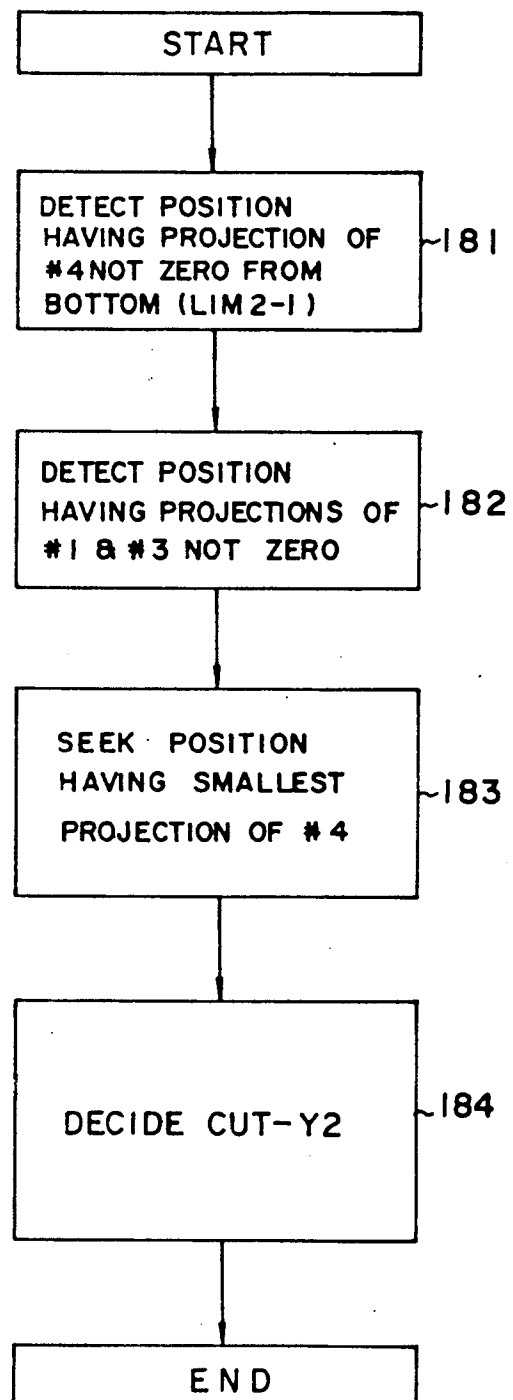 START
DETECT POSITION
HAVING PROJECTION OF
#4 NOT ZERO FROM
BOTTOM (LIM2-1)
181
DETECT POSITION
HAVING PROJECTIONS OF
#1 & #3 NOT ZERO
182
SEEK POSITION
HAVING SMALLEST
PROJECTION OF #4
183
DECIDE CUT-Y2
184
END